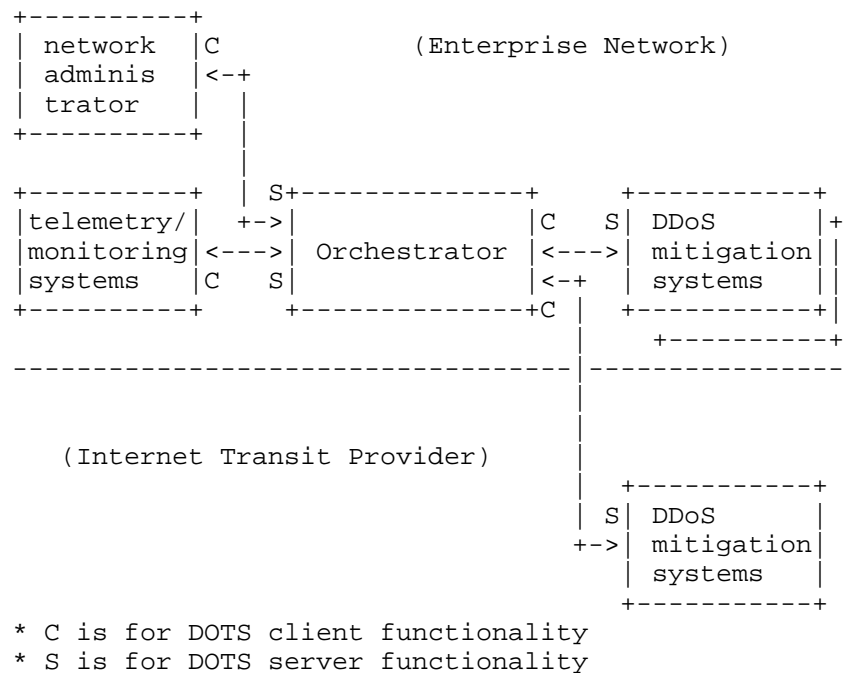 +----------+
| network  |C            (Enterprise Network)
| adminis  |<-+
| trator   |  |
+----------+  |
              |
+----------+  | S+--------------+     +-----------+
|telemetry/|  +->|              |C   S| DDoS      |+
|monitoring|<--->| Orchestrator |<--->| mitigation||
|systems   |C   S|              |<-+  | systems   ||
+----------+     +--------------+C |  +-----------+|
                                   |    +----------+
-----------------------------------|----------------
                                   |
                                   |
   (Internet Transit Provider)     |
                                   |  +-----------+
                                   | S| DDoS      |
                                   +->| mitigation|
                                      | systems   |
                                      +-----------+
* C is for DOTS client functionality
* S is for DOTS server functionality